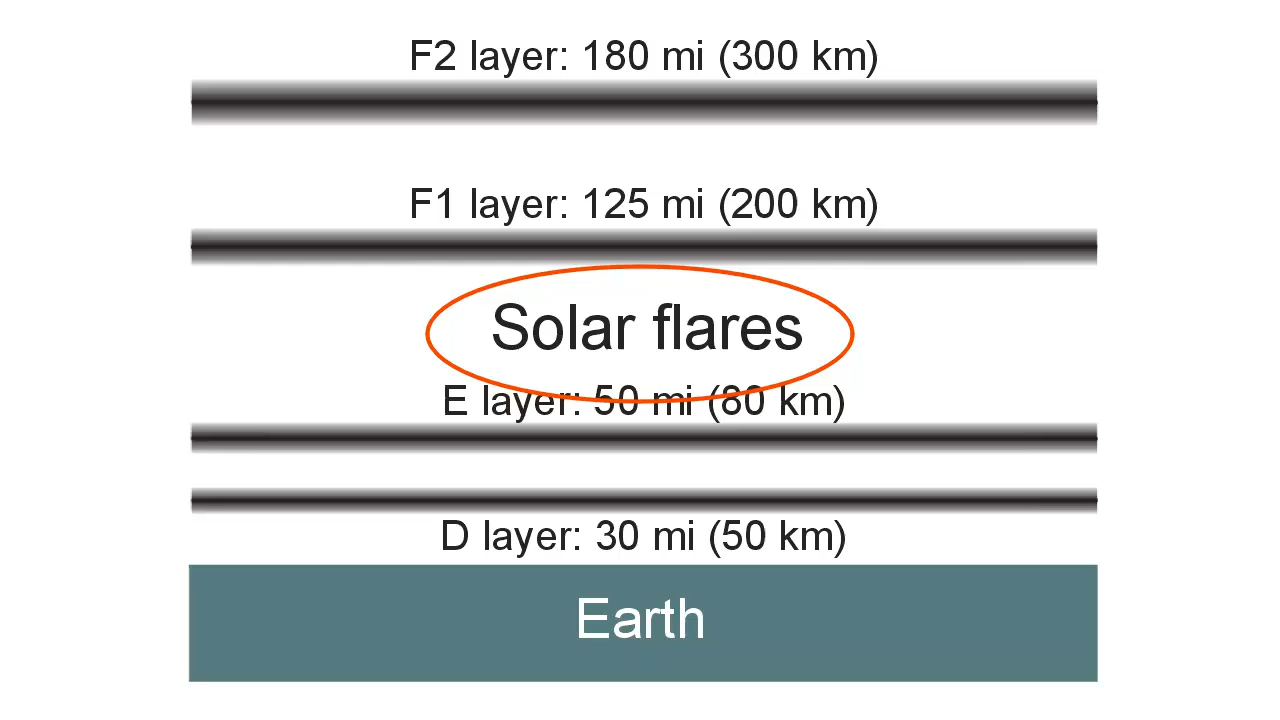 F2 layer: 180 mi (300 km)
F1 layer: 125 mi (200 km)
Solar flares
E layer: 50 mi (80 km)
D layer: 30 mi (50 km)
Earth